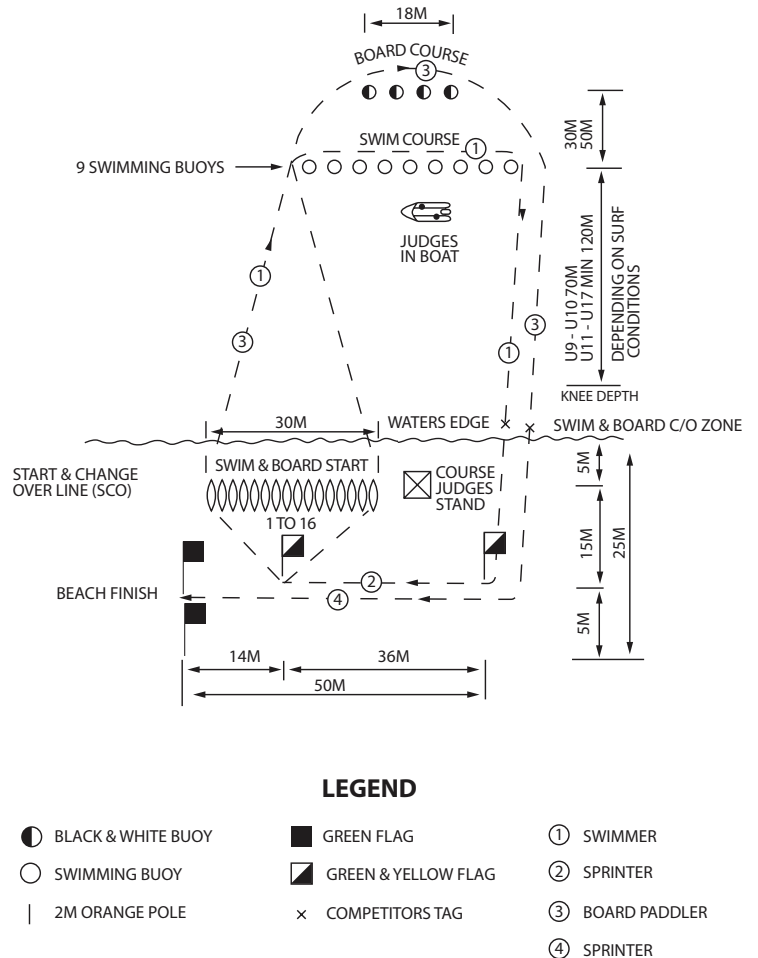 18M
BOARD COURSE
3
SWIM COURSE
1
9 SWIMMING BUOYS
30M
50M
JUDGES
IN BOAT
U9 - U10 70M
U11 - U17 MIN 120M
DEPENDING ON SURF
CONDITIONS
1
3
3
1
KNEE DEPTH
30M
WATERS EDGE
SWIM & BOARD C/O ZONE
START & CHANGE
OVER LINE (SCO)
SWIM & BOARD START
COURSE
JUDGES
STAND
1 TO 16
5M
15M
25M
5M
BEACH FINISH
2
4
14M
36M
50M
LEGEND
BLACK & WHITE BUOY
GREEN FLAG
1 SWIMMER
SWIMMING BUOY
GREEN & YELLOW FLAG
2 SPRINTER
2M ORANGE POLE
COMPETITORS TAG
3 BOARD PADDLER
4 SPRINTER